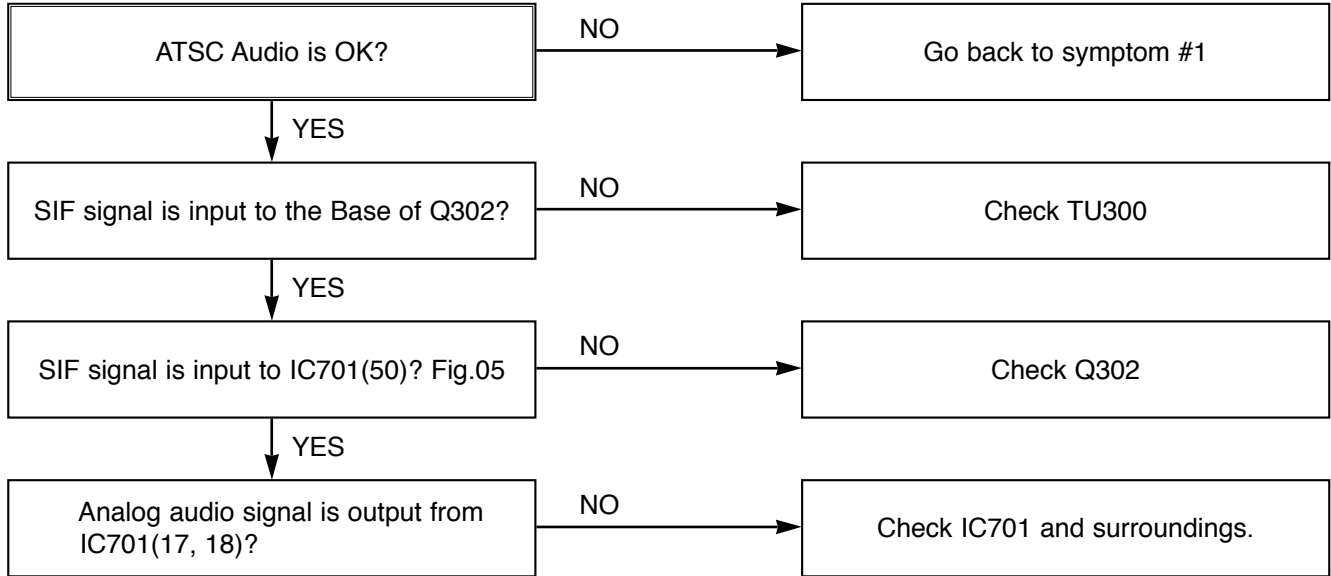 ATSC Audio is OK?
NO
Go back to symptom #1
YES
SIF signal is input to the Base of Q302?
NO
Check TU300
YES
SIF signal is input to IC701(50)? Fig.05
NO
Check Q302
YES
Analog audio signal is output from
IC701(17, 18)?
NO
Check IC701 and surroundings.